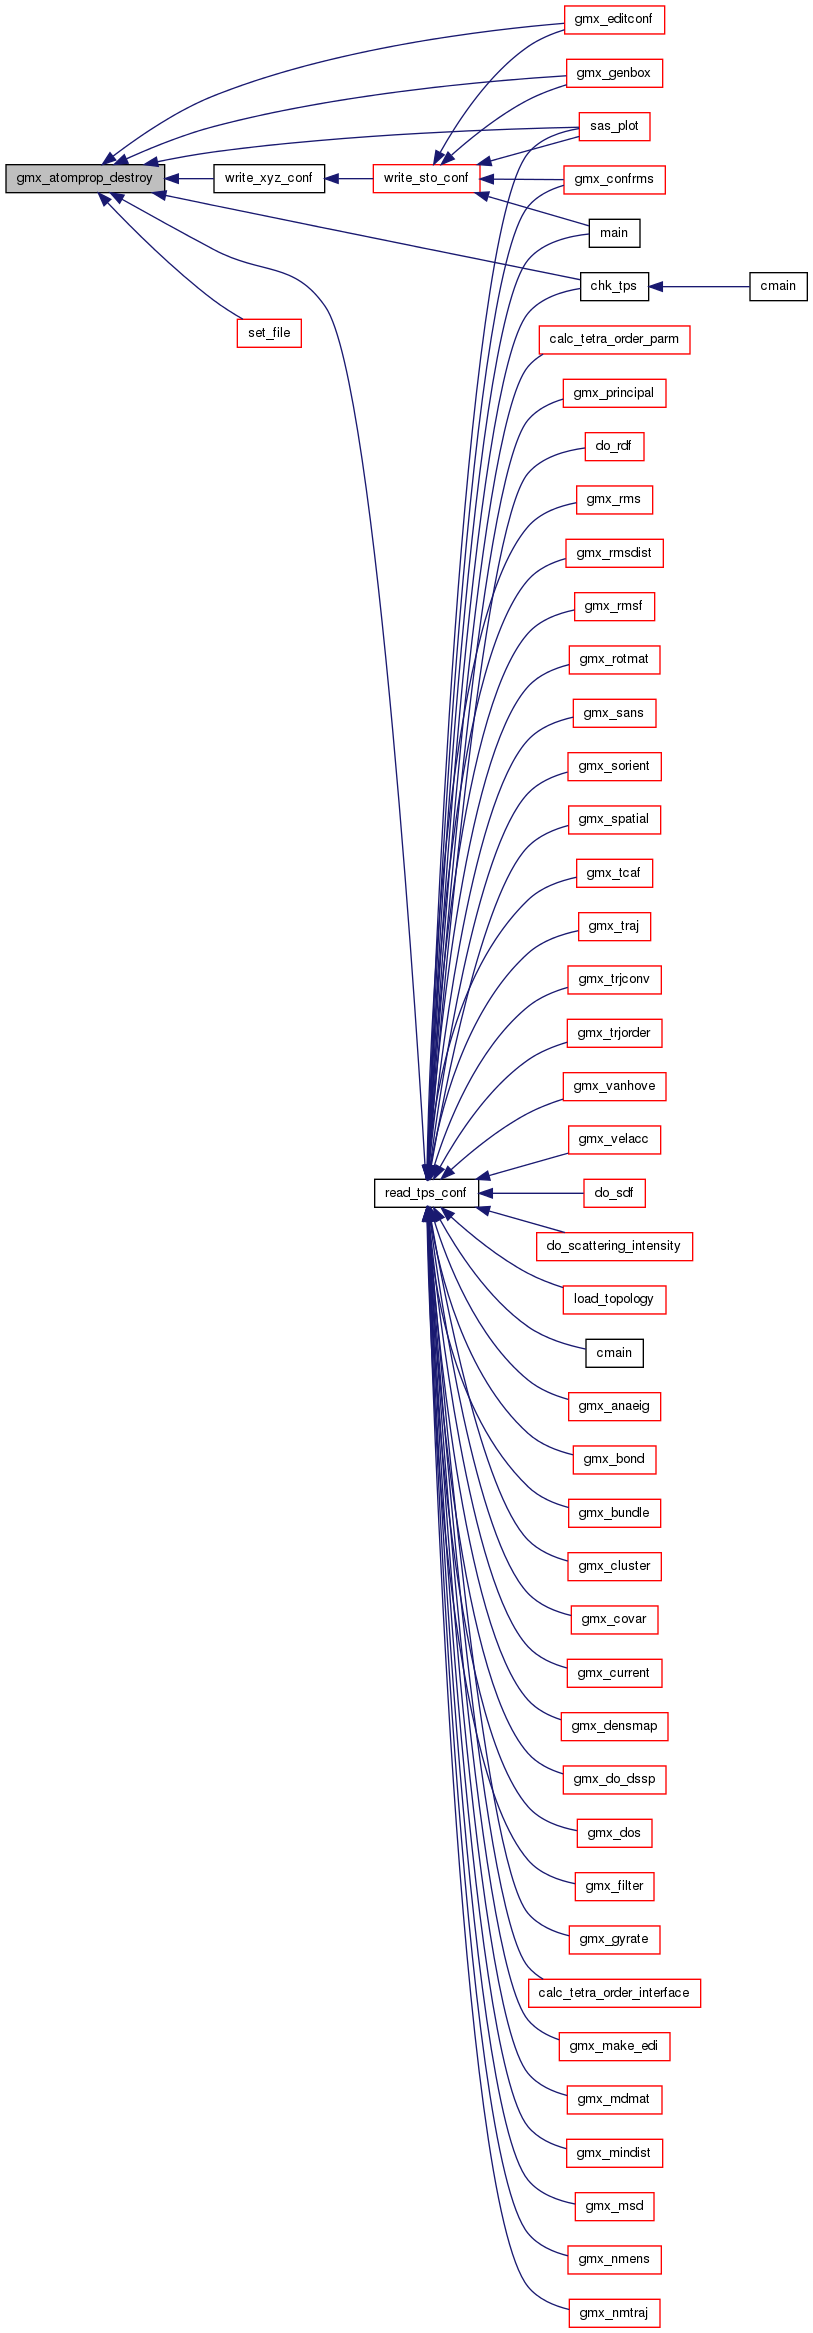 gmx_editconf
gmx_genbox
sas_plot
gmx_atomprop_destroy
write_xyz_conf
write_sto_conf
gmx_confrms
main
chk_tps
cmain
set_file
calc_tetra_order_parm
gmx_principal
do_rdf
gmx_rms
gmx_rmsdist
gmx_rmsf
gmx_rotmat
gmx_sans
gmx_sorient
gmx_spatial
gmx_tcaf
gmx_traj
gmx_trjconv
gmx_trjorder
gmx_vanhove
gmx_velacc
read_tps_conf
do_sdf
do_scattering_intensity
load_topology
cmain
gmx_anaeig
gmx_bond
gmx_bundle
gmx_cluster
gmx_covar
gmx_current
gmx_densmap
gmx_do_dssp
gmx_dos
gmx_filter
gmx_gyrate
calc_tetra_order_interface
gmx_make_edi
gmx_mdmat
gmx_mindist
gmx_msd
gmx_nmens
gmx_nmtraj